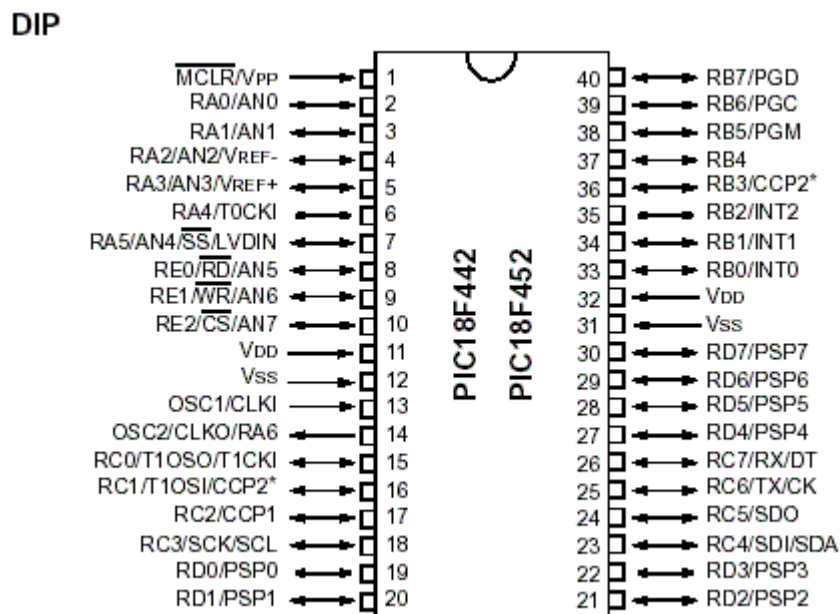 DIP
MCLR/VPP 1 40 RB7/PGD
RA0/AN0 2 39 RB6/PGC
RA1/AN1 3 38 RB5/PGM
RA2/AN2/VREF- 4 37 RB4
RA3/AN3/VREF+ 5 36 RB3/CCP2*
RA4/T0CKI 6 35 RB2/INT2
RA5/AN4/SS/LVDIN 7 34 RB1/INT1
RE0/RD/AN5 8 33 RB0/INT0
RE1/WR/AN6 9 32 VDD
RE2/CS/AN7 10 31 VSS
VDD 11 30 RD7/PSP7
VSS 12 29 RD6/PSP6
OSC1/CLKI 13 28 RD5/PSP5
OSC2/CLKO/RA6 14 27 RD4/PSP4
RC0/T1OSO/T1CKI 15 26 RC7/RX/DT
RC1/T1OSI/CCP2* 16 25 RC6/TX/CK
RC2/CCP1 17 24 RC5/SDO
RC3/SCK/SCL 18 23 RC4/SDI/SDA
RD0/PSP0 19 22 RD3/PSP3
RD1/PSP1 20 21 RD2/PSP2
PIC18F442
PIC18F452